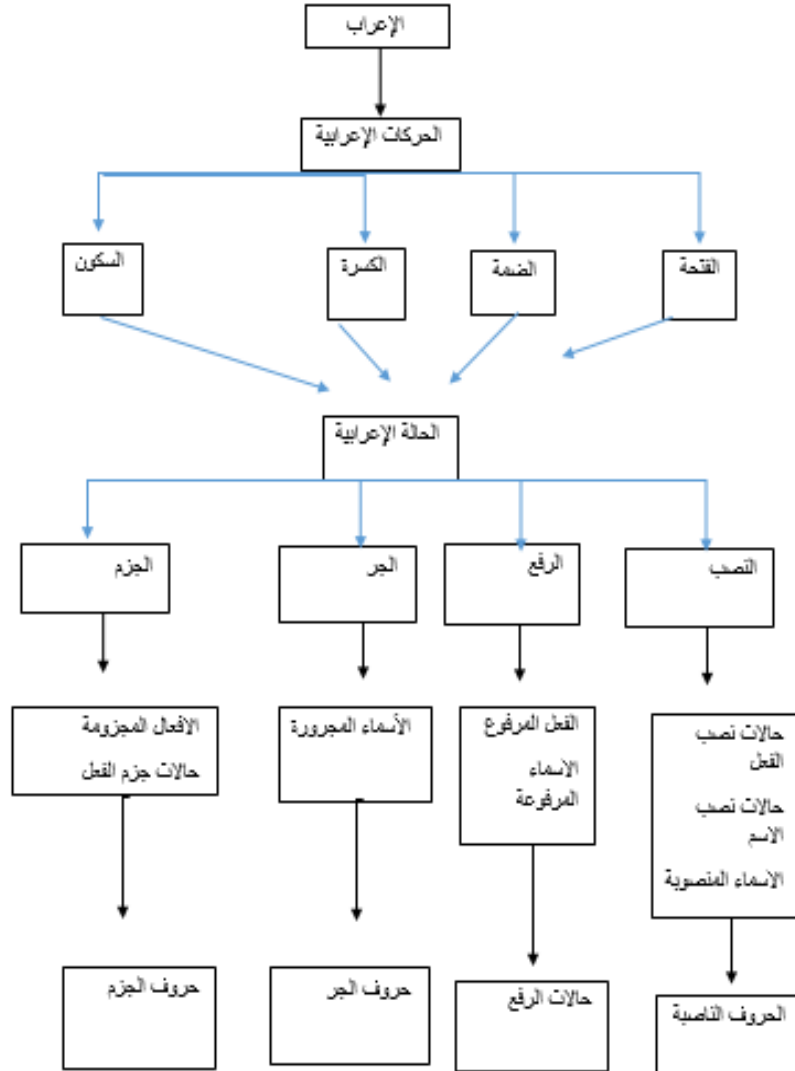 الإعراب
الحركات الإعرابية
الفتحة
الضمة
الكسرة
السكون
الحالة الإعرابية
النصب
الرفع
الجر
الجزم
حالات نصب
الفعل
حالات نصب
الاسم
الاسماء المنصوبة
الفعل المرفوع
الاسماء
المرفوعة
الأسماء المجرورة
الافعال المجزومة
حالات جزم الفعل
الحروف الناصبة
حالات الرفع
حروف الجر
حروف الجزم